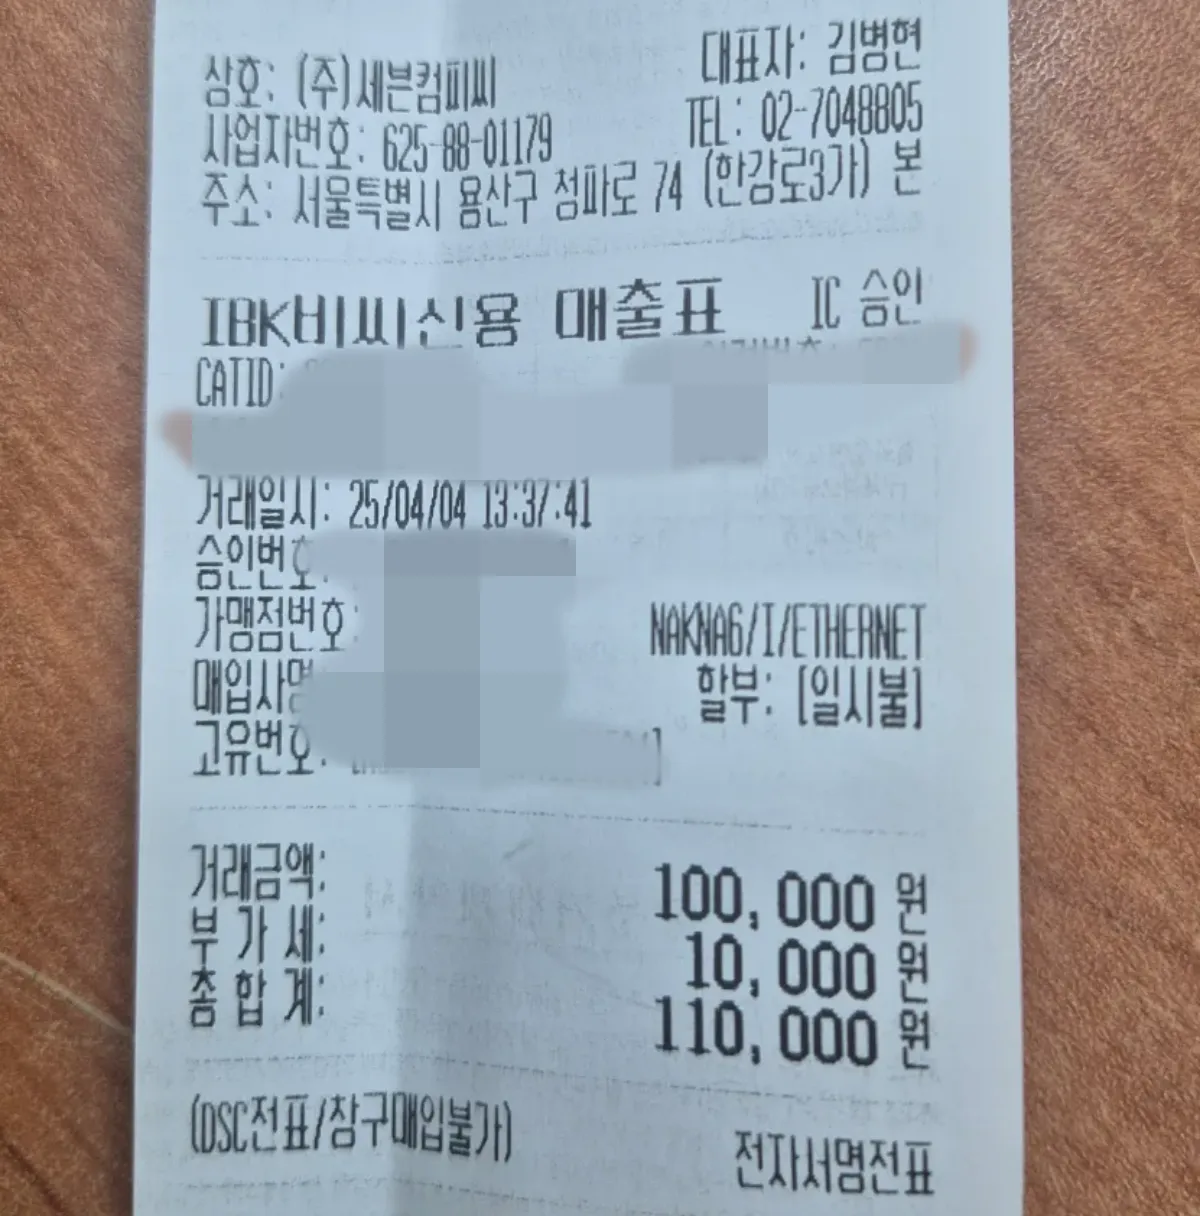 상호: (주)세븐컴피씨 대표자: 김병현
사업자번호: 625-88-01179 TEL: 02-7048805
주소: 서울특별시 용산구 청파로 74 (한강로3가) 본
IBK비씨신용 매출표 IC 승인
CATID:
거래일시: 25/04/04 13:37:41
승인번호
가맹점번호: NAKNA6/I/ETHERNET
매입사명 할부: [일시불]
고유번호:
거래금액: 100,000 원
부 가 세: 10,000 원
총 합 계: 110,000 원
(DSC전표/창구매입불가)
전자서명전표